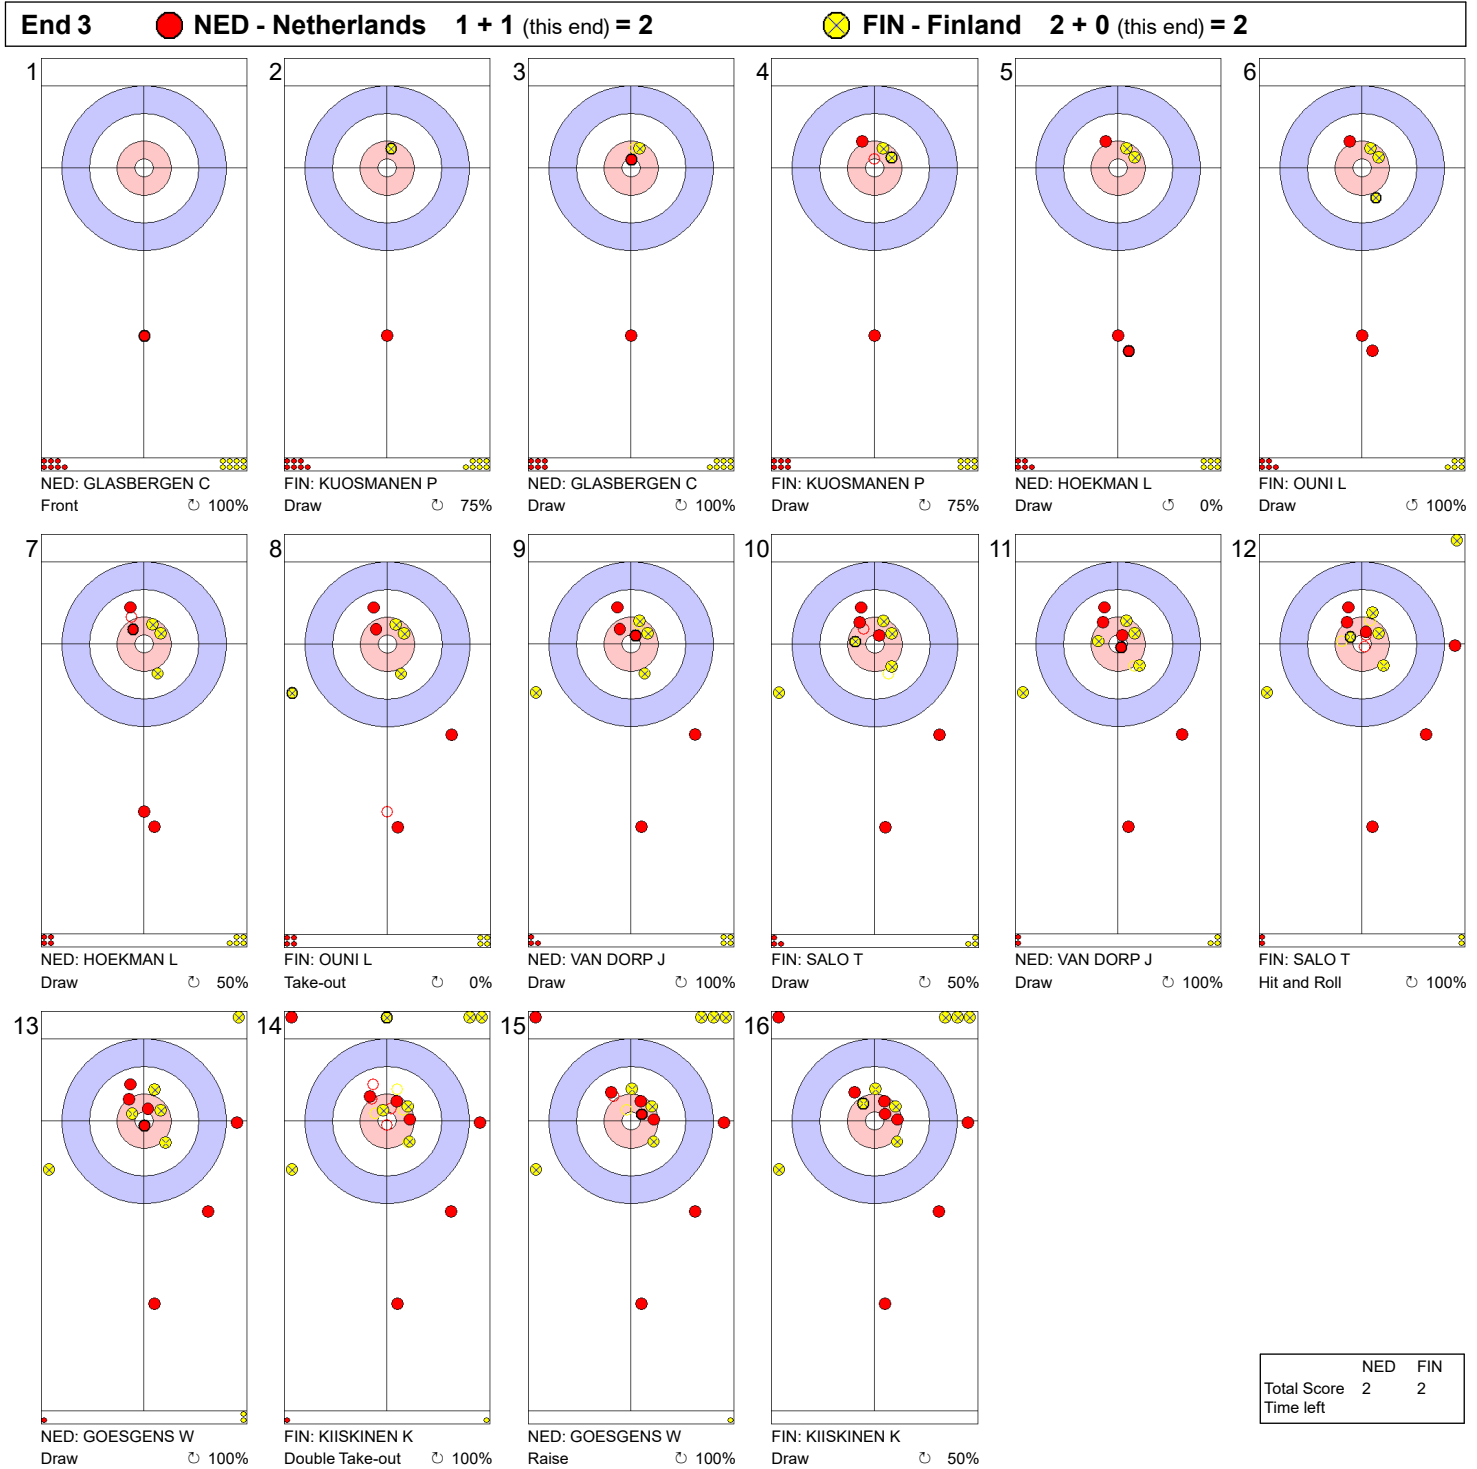 End 3 NED - Netherlands 1 + 1 (this end) = 2 FIN - Finland 2 + 0 (this end) = 2
1 2 3 4 5 6
NED: GLASBERGEN C FIN: KUOSMANEN P NED: GLASBERGEN C FIN: KUOSMANEN P NED: HOEKMAN L FIN: OUNI L
Front 100% Draw 75% Draw 100% Draw 75% Draw 0% Draw 100%
7 8 9 10 11 12
NED: HOEKMAN L FIN: OUNI L NED: VAN DORP J FIN: SALO T NED: VAN DORP J FIN: SALO T
Draw 50% Take-out 0% Draw 100% Draw 50% Draw 100% Hit and Roll 100%
13 14 15 16
NED: GOESGENS W FIN: KIISKINEN K NED: GOESGENS W FIN: KIISKINEN K
Draw 100% Double Take-out 100% Raise 100% Draw 50%
NED FIN
Total Score 2 2
Time left